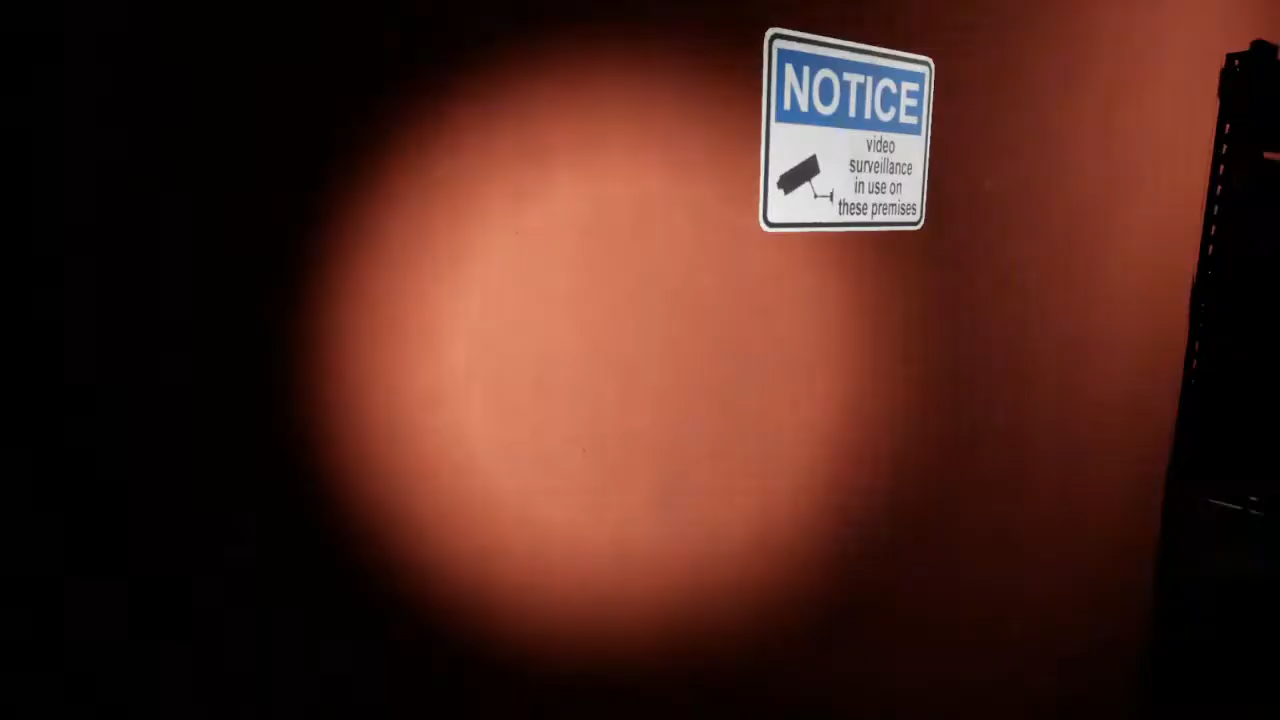 NOTICE
video
surveillance
in use on
these premises